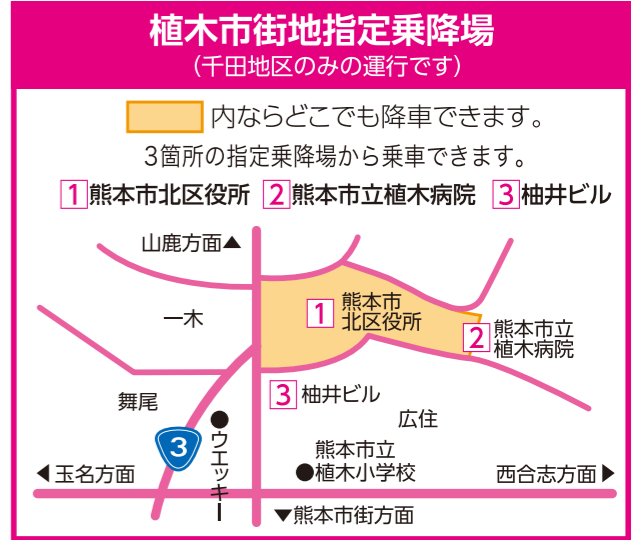 植木市街地指定乗降場
（千田地区のみの運行です）
内ならどこでも降車できます。
3箇所の指定乗降場から乗車できます。
1 熊本市北区役所 2 熊本市立植木病院 3 柚井ビル
山鹿方面▲
一木
1 熊本市
北区役所
2 熊本市立
植木病院
舞尾
3 柚井ビル
広住
3
●ウエッキー
熊本市立
●植木小学校
◀玉名方面
西合志方面▶
▼熊本市街方面